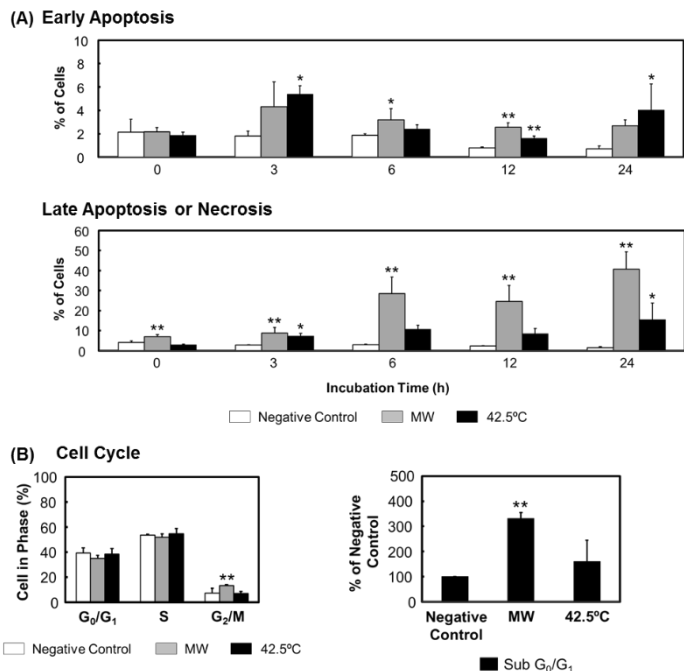 (A) Early Apoptosis
% of Cells
10
8
6
4
2
0
* * ** ** *
0 3 6 12 24
Late Apoptosis or Necrosis
% of Cells
60
50
40
30
20
10
0
** ** * ** ** ** *
0 3 6 12 24
Incubation Time (h)
Negative Control MW 42.5ºC
(B) Cell Cycle
Cell in Phase (%)
100
80
60
40
20
0
**
G₀/G₁ S G₂/M
Negative Control MW 42.5ºC
% of Negative
Control
500
400
300
200
100
0
**
Negative
Control MW 42.5ºC
Sub G₀/G₁